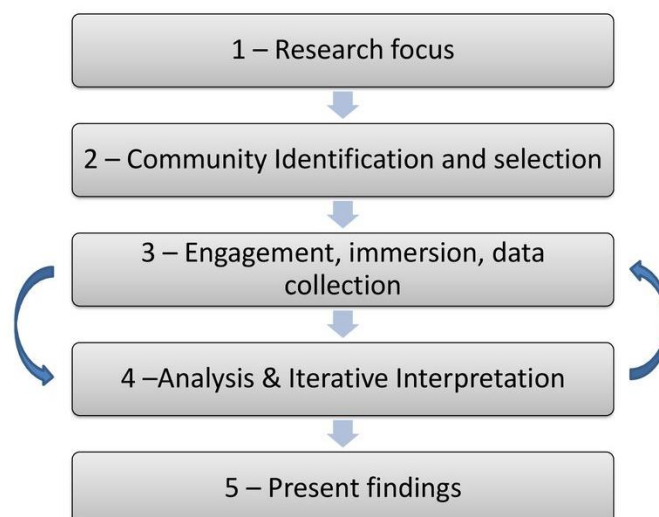 1 – Research focus
2 – Community Identification and selection
3 – Engagement, immersion, data
collection
4 –Analysis & Iterative Interpretation
5 – Present findings